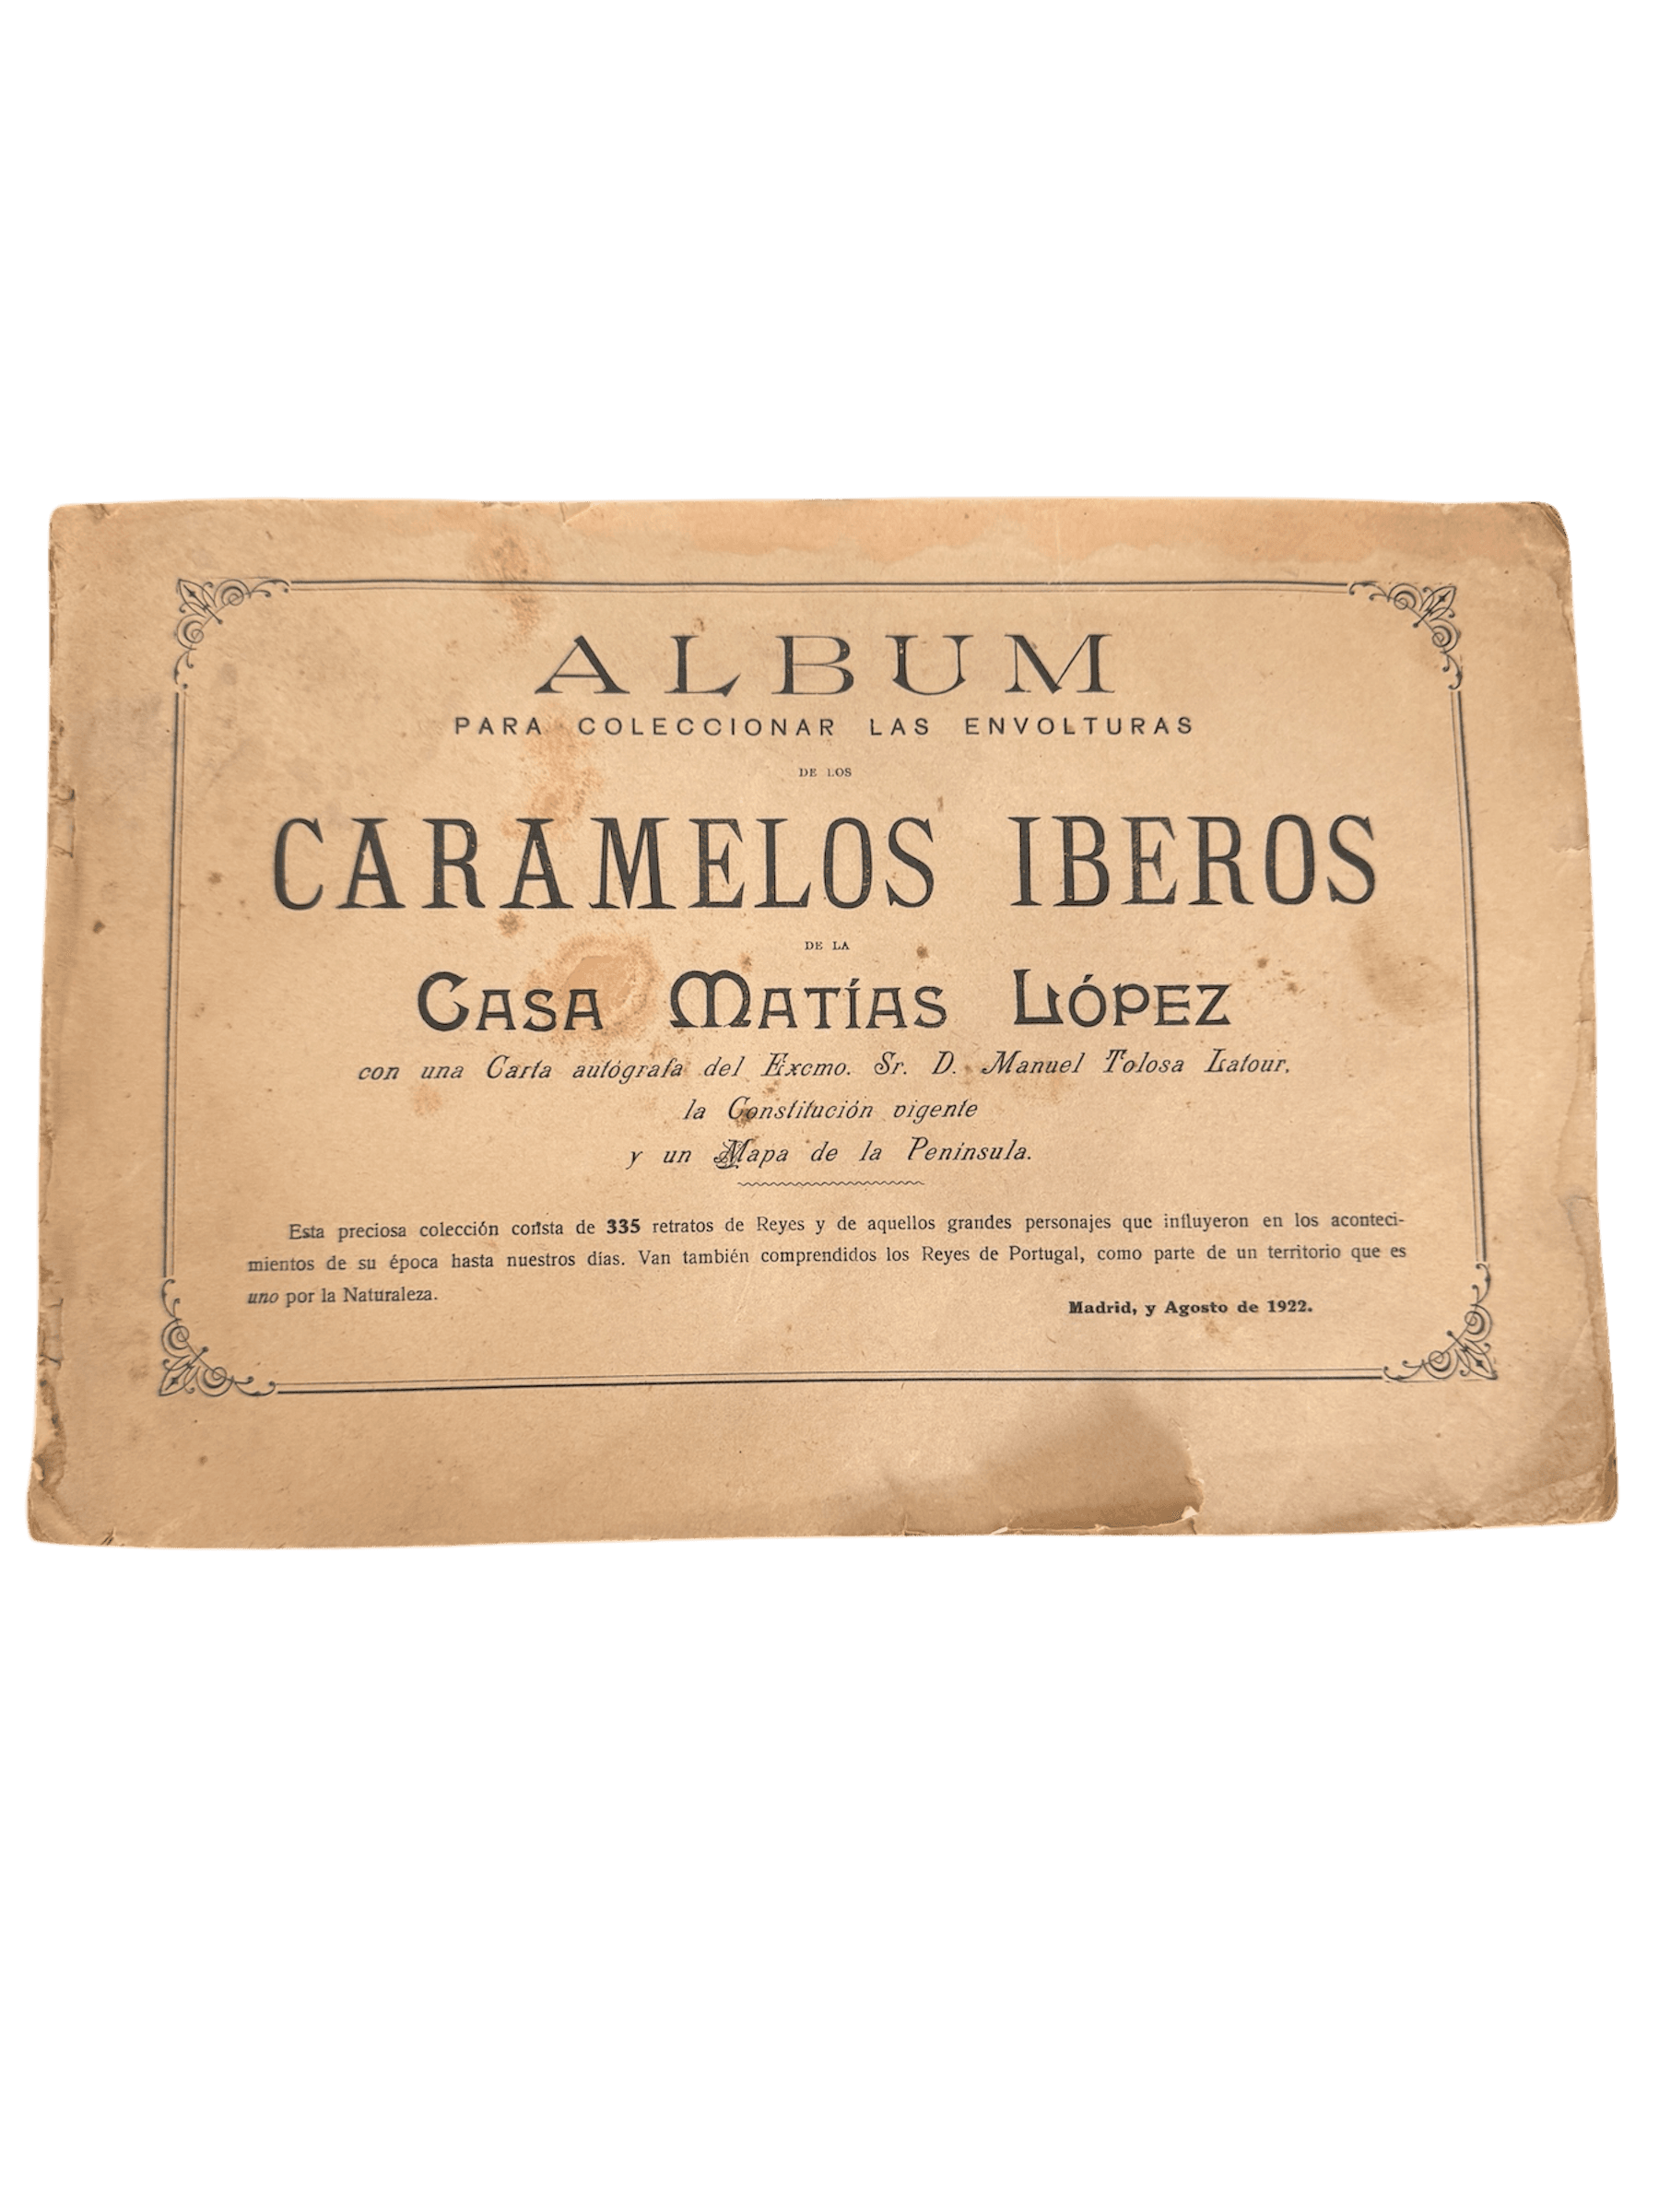 ALBUM
PARA COLECCIONAR LAS ENVOLTURAS
DE LOS
CARAMELOS IBEROS
DE LA
CASA MATÍAS LÓPEZ
con una Carta autógrafa del Excmo. Sr. D. Manuel Tolosa Latour,
la Constitución vigente
y un Mapa de la Península.
Esta preciosa colección consta de 335 retratos de Reyes y de aquellos grandes personajes que influyeron en los aconteci-
mientos de su época hasta nuestros días. Van también comprendidos los Reyes de Portugal, como parte de un territorio que es
uno por la Naturaleza.
Madrid, y Agosto de 1922.